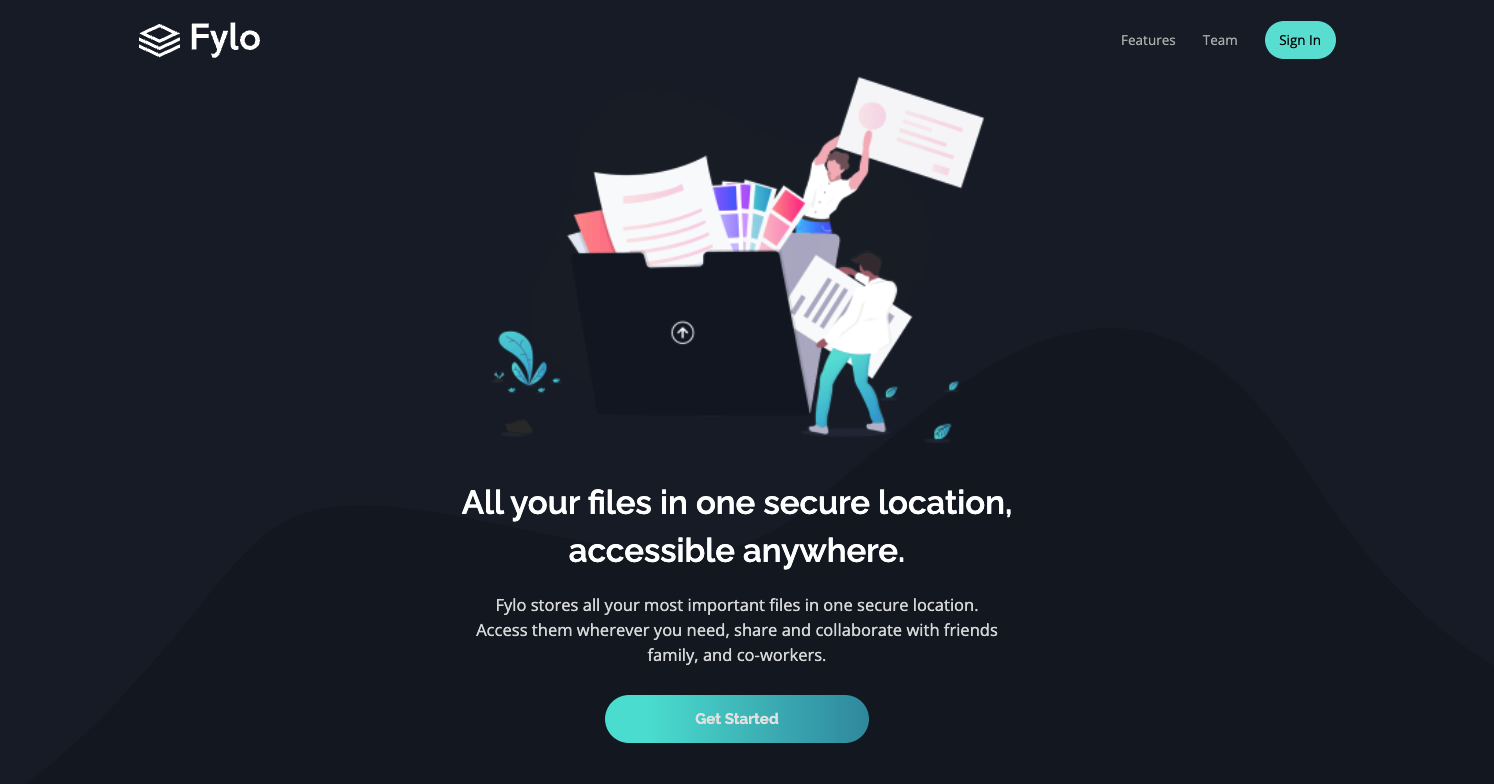 Fylo
Features
Team
Sign In
All your files in one secure location,
accessible anywhere.
Fylo stores all your most important files in one secure location.
Access them wherever you need, share and collaborate with friends
family, and co-workers.
Get Started